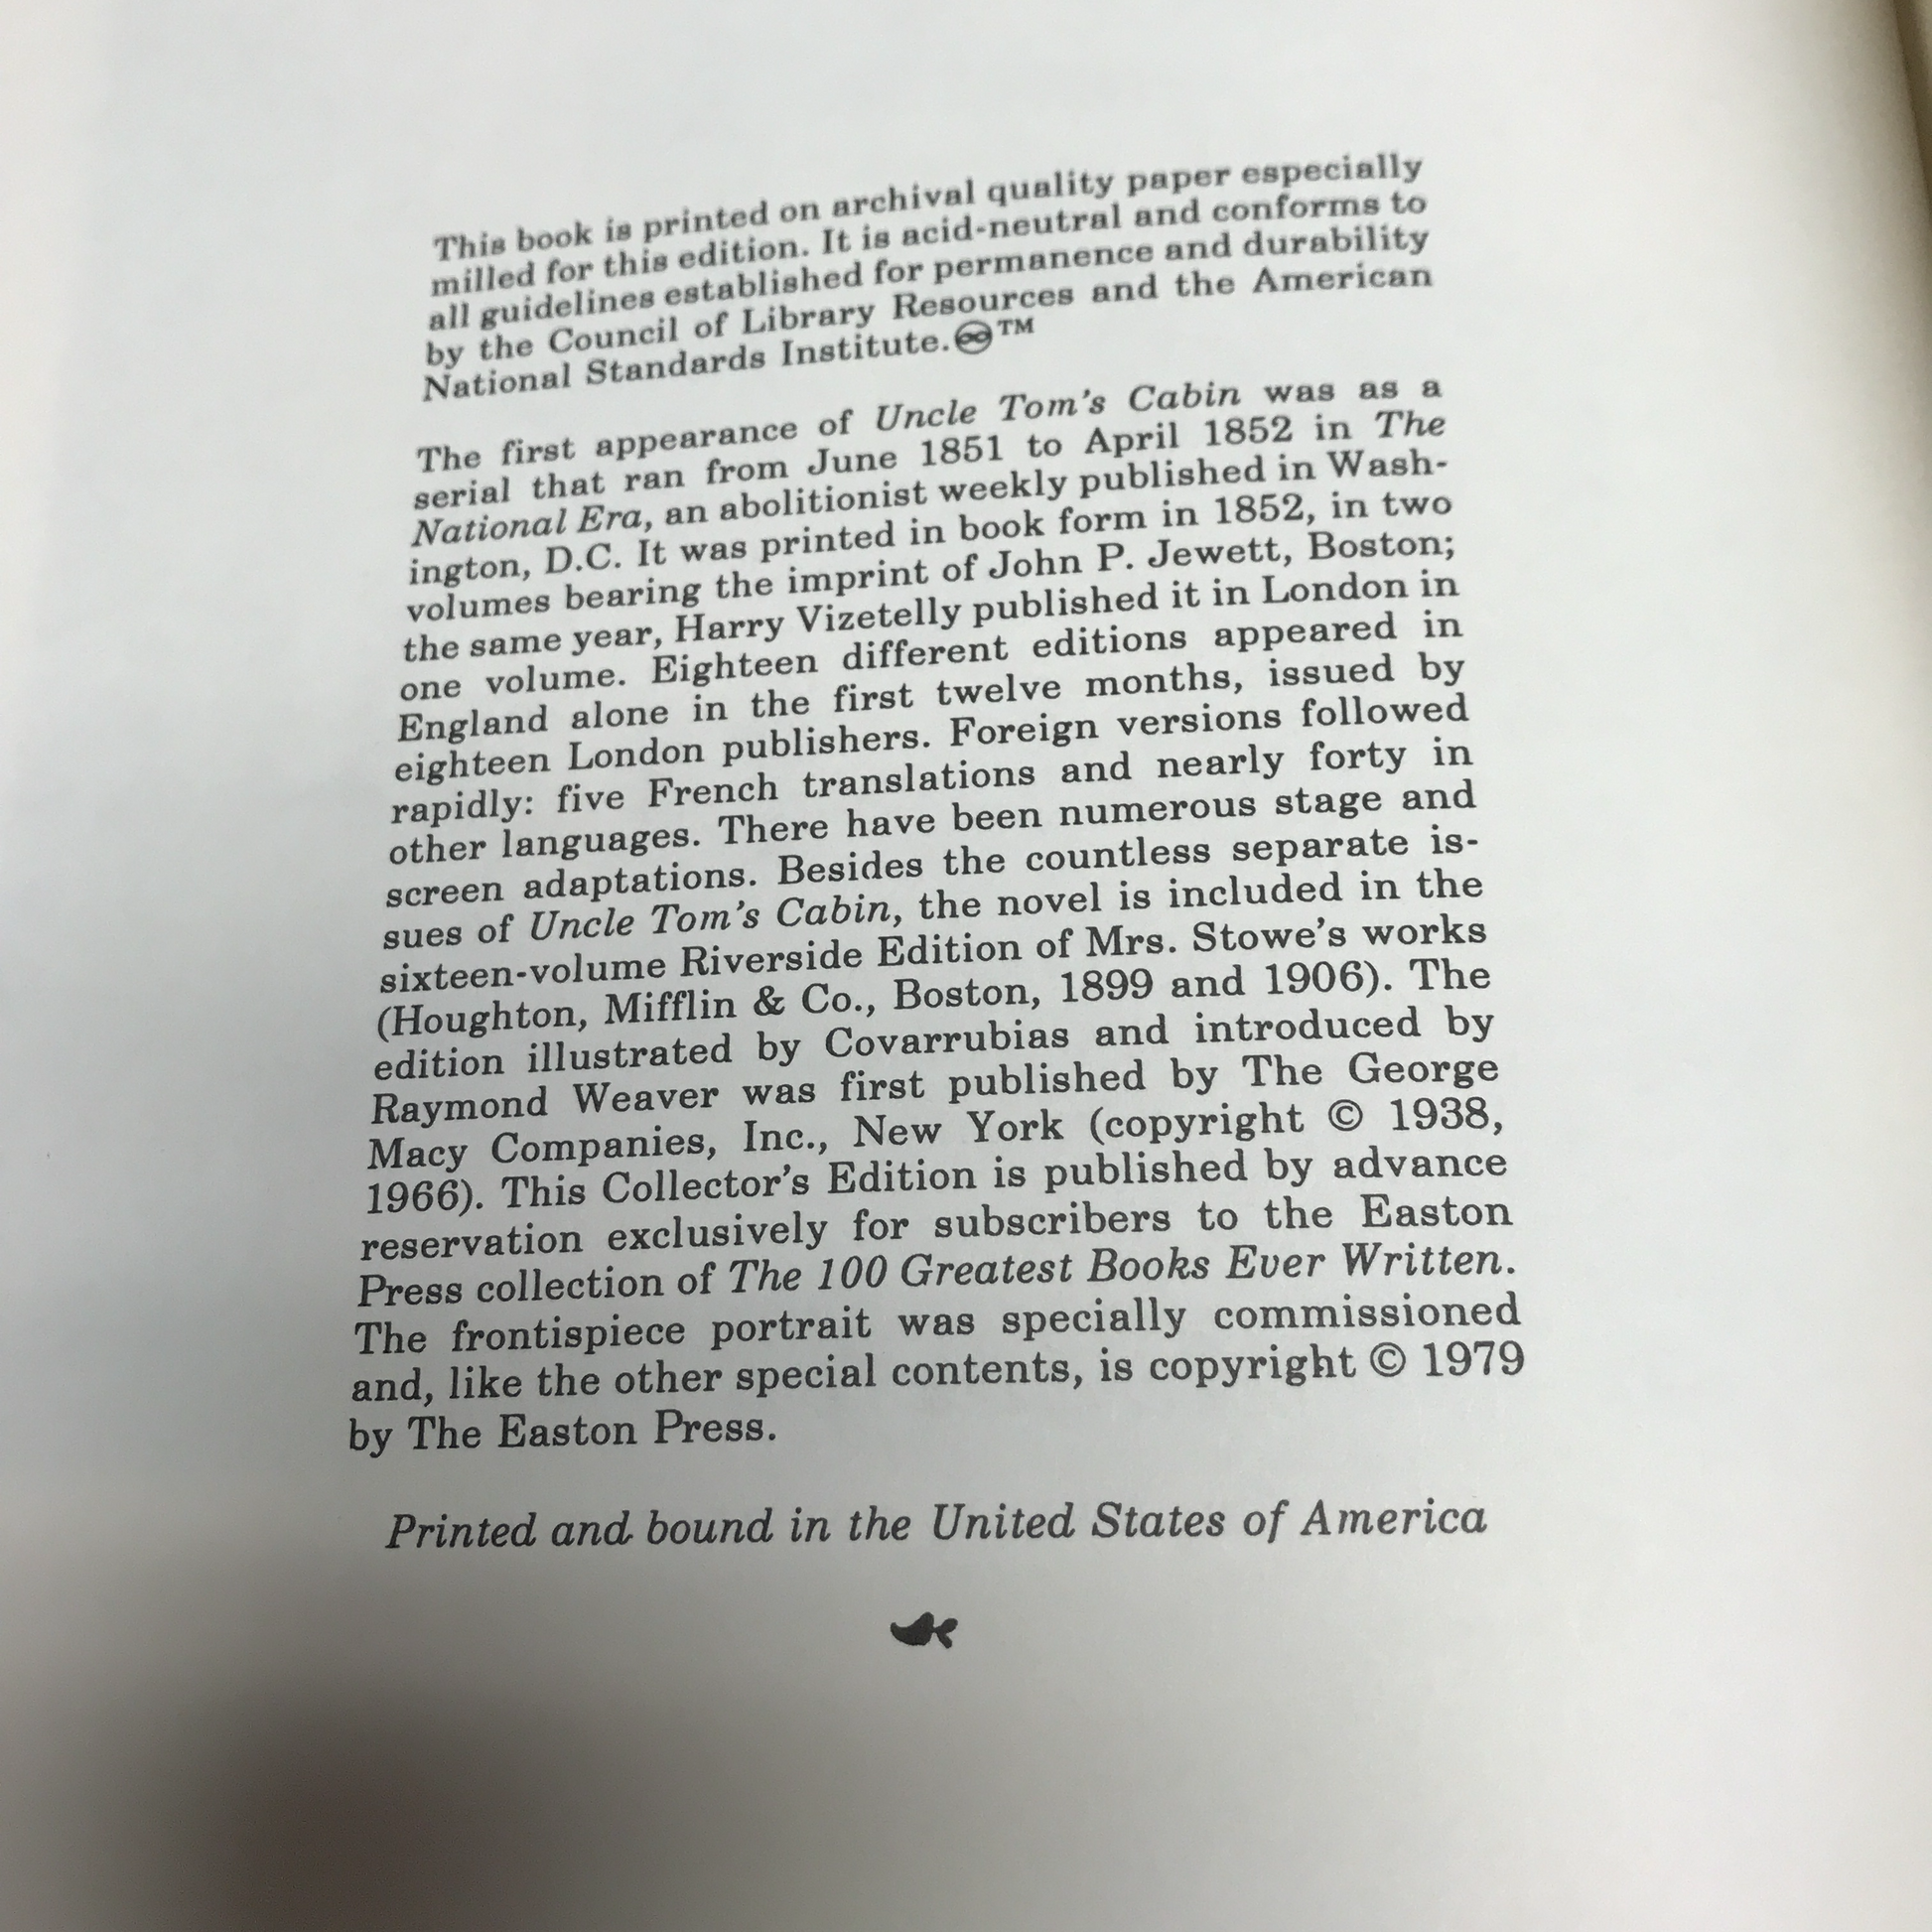 This book is printed on archival quality paper especially
milled for this edition. It is acid-neutral and conforms to
all guidelines established for permanence and durability
by the Council of Library Resources and the American
National Standards Institute.♾™
The first appearance of Uncle Tom's Cabin was as a
serial that ran from June 1851 to April 1852 in The
National Era, an abolitionist weekly published in Wash-
ington, D.C. It was printed in book form in 1852, in two
volumes bearing the imprint of John P. Jewett, Boston;
the same year, Harry Vizetelly published it in London in
one volume. Eighteen different editions appeared in
England alone in the first twelve months, issued by
eighteen London publishers. Foreign versions followed
rapidly: five French translations and nearly forty in
other languages. There have been numerous stage and
screen adaptations. Besides the countless separate is-
sues of Uncle Tom's Cabin, the novel is included in the
sixteen-volume Riverside Edition of Mrs. Stowe's works
(Houghton, Mifflin & Co., Boston, 1899 and 1906). The
edition illustrated by Covarrubias and introduced by
Raymond Weaver was first published by The George
Macy Companies, Inc., New York (copyright © 1938,
1966). This Collector's Edition is published by advance
reservation exclusively for subscribers to the Easton
Press collection of The 100 Greatest Books Ever Written.
The frontispiece portrait was specially commissioned
and, like the other special contents, is copyright © 1979
by The Easton Press.
Printed and bound in the United States of America